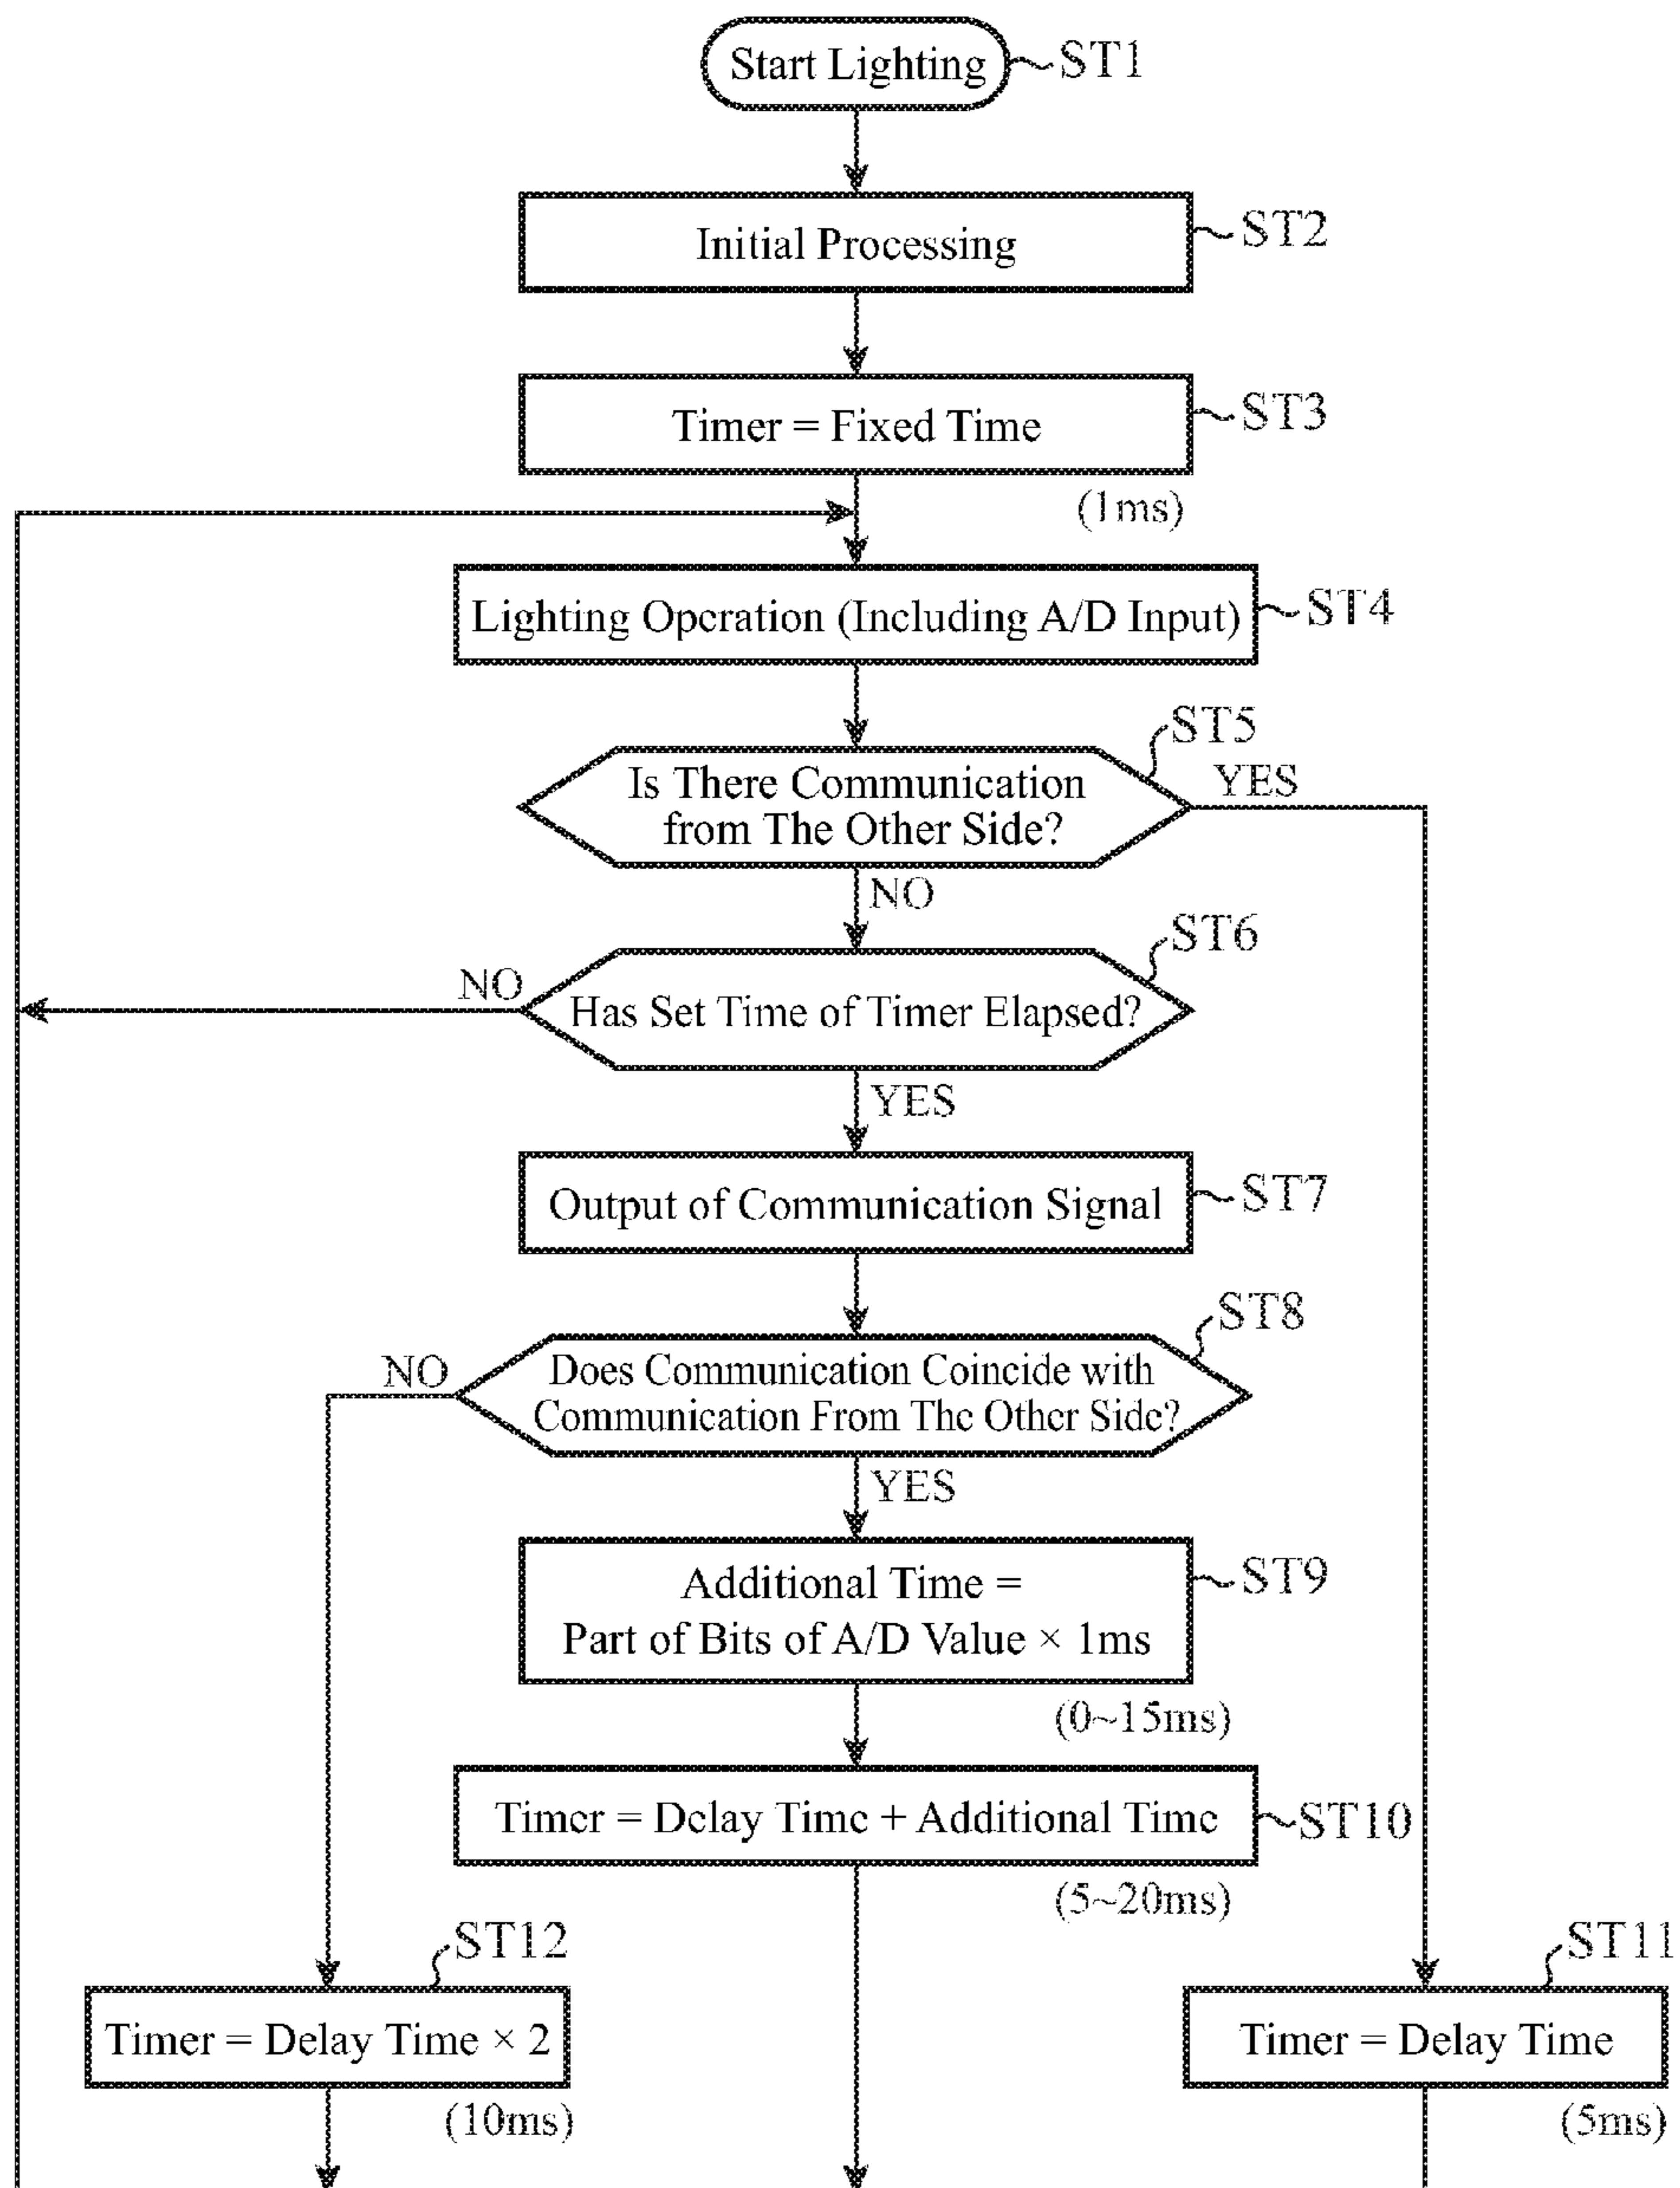 Start Lighting
ST1
Initial Processing
ST2
Timer = Fixed Time
ST3
(1ms)
Lighting Operation (Including A/D Input)
ST4
ST5
Is There Communication
from The Other Side?
YES
NO
ST6
NO
Has Set Time of Timer Elapsed?
YES
Output of Communication Signal
ST7
ST8
NO
Does Communication Coincide with
Communication From The Other Side?
YES
Additional Time =
Part of Bits of A/D Value × 1ms
ST9
(0~15ms)
Timer = Delay Time + Additional Time
ST10
(5~20ms)
ST12
ST11
Timer = Delay Time × 2
Timer = Delay Time
(10ms)
(5ms)